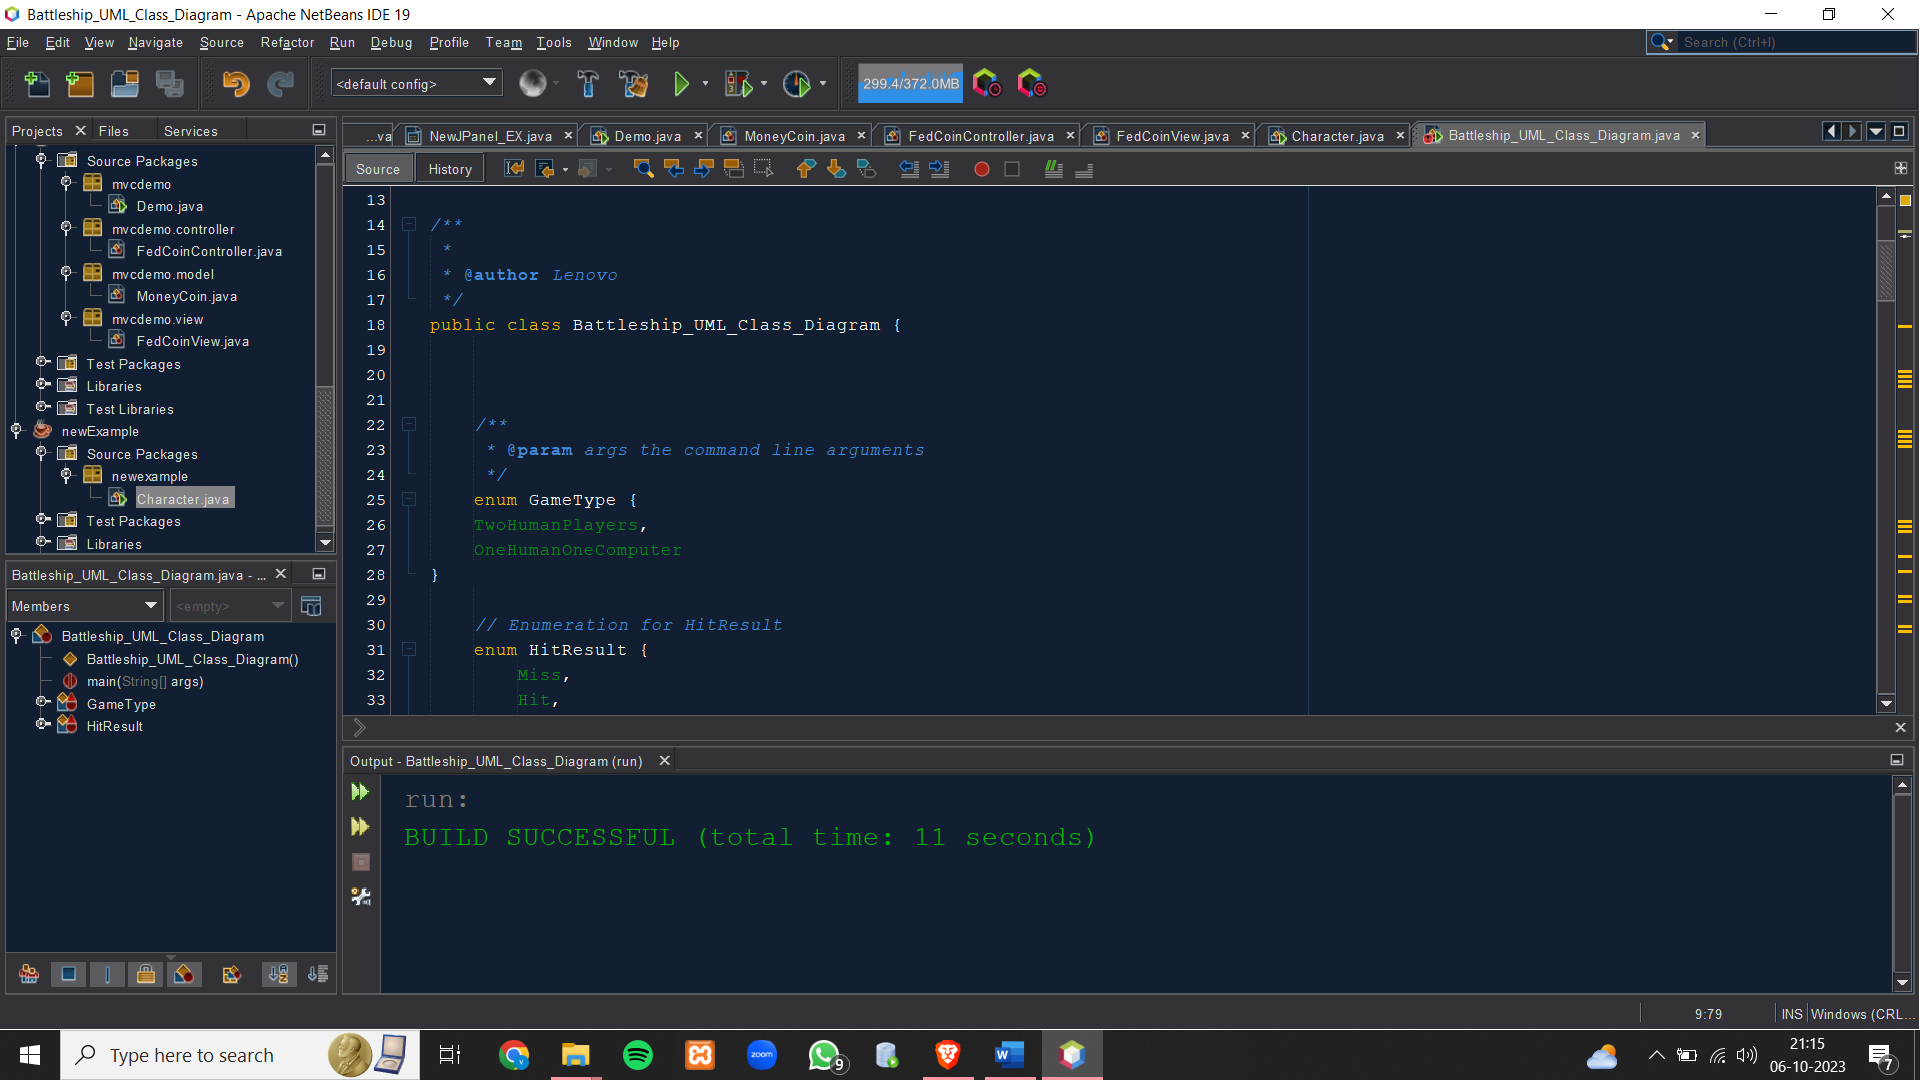 Battleship_UML_Class_Diagram - Apache NetBeans IDE 19
File Edit View Navigate Source Refactor Run Debug Profile Team Tools Window Help
Search (Ctrl+I)
<default config>
299.4/372.0MB
Projects Files Services
...va NewJPanel_EX.java Demo.java MoneyCoin.java FedCoinController.java FedCoinView.java Character.java Battleship_UML_Class_Diagram.java
Source History
Source Packages
mvcdemo
Demo.java
mvcdemo.controller
FedCoinController.java
mvcdemo.model
MoneyCoin.java
mvcdemo.view
FedCoinView.java
Test Packages
Libraries
Test Libraries
newExample
Source Packages
newexample
Character.java
Test Packages
Libraries
13
14 /**
15 *
16 * @author Lenovo
17 */
18 public class Battleship_UML_Class_Diagram {
19
20
21
22 /**
23 * @param args the command line arguments
24 */
25 enum GameType {
26 TwoHumanPlayers,
27 OneHumanOneComputer
28 }
29
30 // Enumeration for HitResult
31 enum HitResult {
32 Miss,
33 Hit,
Battleship_UML_Class_Diagram.java - ...
Members <empty>
Battleship_UML_Class_Diagram
Battleship_UML_Class_Diagram()
main(String[] args)
GameType
HitResult
Output - Battleship_UML_Class_Diagram (run)
run:
BUILD SUCCESSFUL (total time: 11 seconds)
9:79 INS Windows (CRL...
Type here to search
zoom
9
W
21:15
06-10-2023
7